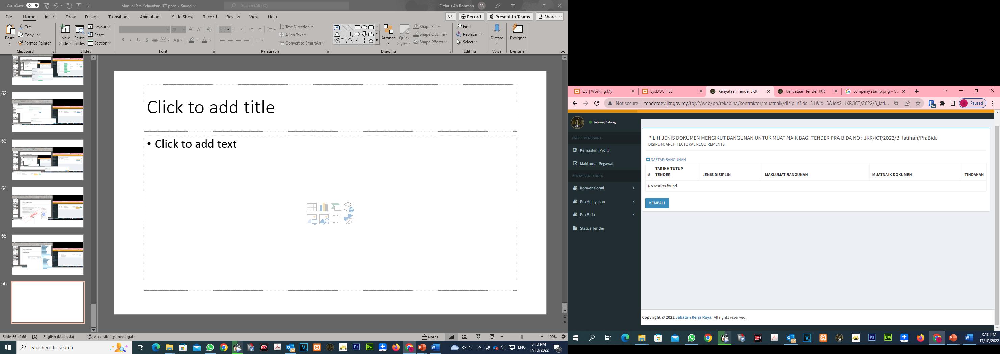 AutoSave On
Manual Pra Kelayakan JET.pptx • Saved
Search (Alt+Q)
Firdaus Ab Rahman FA
File Home Insert Draw Design Transitions Animations Slide Show Record Review View Help
Record Present in Teams Share
Paste Cut Copy Format Painter
Clipboard
New Slide Reuse Slides Layout Reset Section
Slides
28
B I U S ab AV Aa A
Font
Text Direction
Align Text
Convert to SmartArt
Paragraph
Arrange Quick Styles
Shape Fill
Shape Outline
Shape Effects
Drawing
Find
Replace
Select
Editing
Dictate
Voice
Designer
Designer
62
63
64
CONTOH
65
66
Click to add title
• Click to add text
Slide 66 of 66 English (Malaysia) Accessibility: Investigate
Notes 100%
Type here to search
33°C ENG 3:10 PM
17/10/2022 15
QS | Working.My
SysDOC.FILE
Kenyataan Tender JKR
Kenyataan Tender JKR
company stamp.png - Go
Not secure | tenderdev.jkr.gov.my/tojv2/web/pb/rekabina/kontraktor/muatnaik/disiplin?ids=31&id=3&ids2=JKR/ICT/2022/B_lati...
9+ I Paused
JET
Selamat Datang
PROFIL PENGGUNA
Kemaskini Profil
Maklumat Pegawai
KENYATAAN TENDER
Konvensional
Pra Kelayakan
Pra Bida
Status Tender
PILIH JENIS DOKUMEN MENGIKUT BANGUNAN UNTUK MUAT NAIK BAGI TENDER PRA BIDA NO : JKR/ICT/2022/B_latihan/PraBida
DISIPLIN: ARCHITECTURAL REQUIREMENTS
DAFTAR BANGUNAN
# TARIKH TUTUP TENDER JENIS DISIPLIN MAKLUMAT BANGUNAN MUATNAIK DOKUMEN TINDAKAN
No results found.
KEMBALI
Copyright © 2022 Jabatan Kerja Raya. All rights reserved.
3:10 PM
17/10/2022